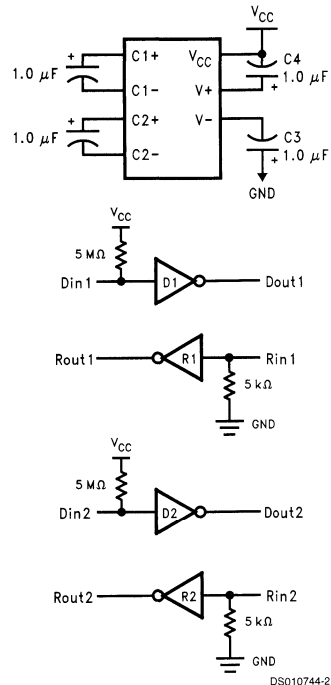 VCC
C1+ VCC C4
1.0 μF 1.0 μF
C1− V+
C2+ V−
1.0 μF C3
C2− 1.0 μF
GND
VCC
5 MΩ
Din1 D1 Dout1
Rout1 R1 Rin1
5 kΩ
GND
VCC
5 MΩ
Din2 D2 Dout2
Rout2 R2 Rin2
5 kΩ
GND
DS010744-2